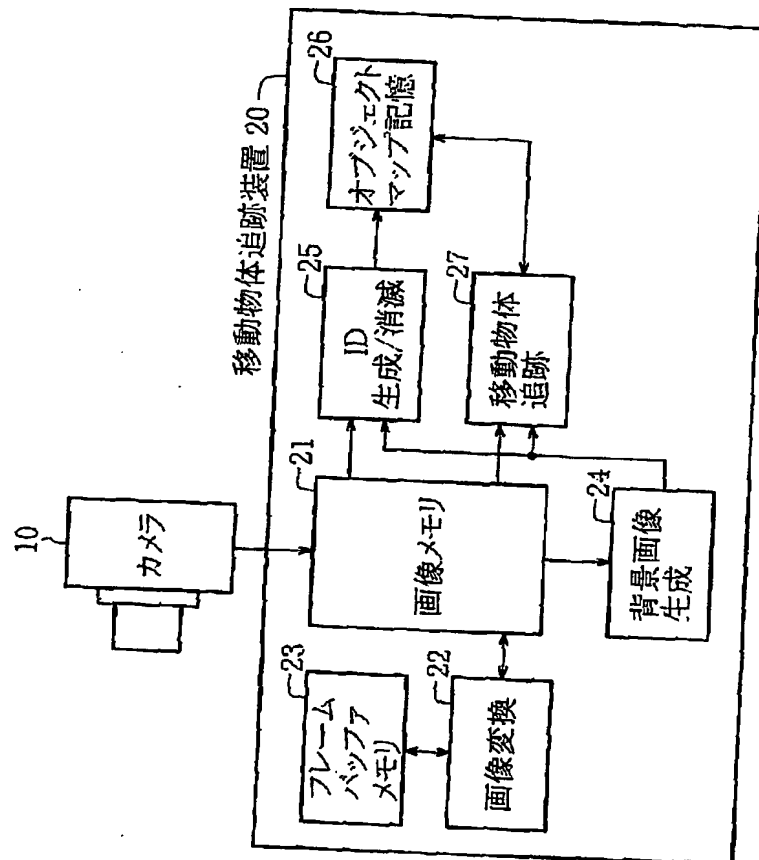 10
カメラ
移動物体追跡装置 20
23
フレーム
バッファ
メモリ
22
画像変換
21
画像メモリ
24
背景画像
生成
25
ID
生成/消滅
26
オブジェクト
マップ記憶
27
移動物体
追跡